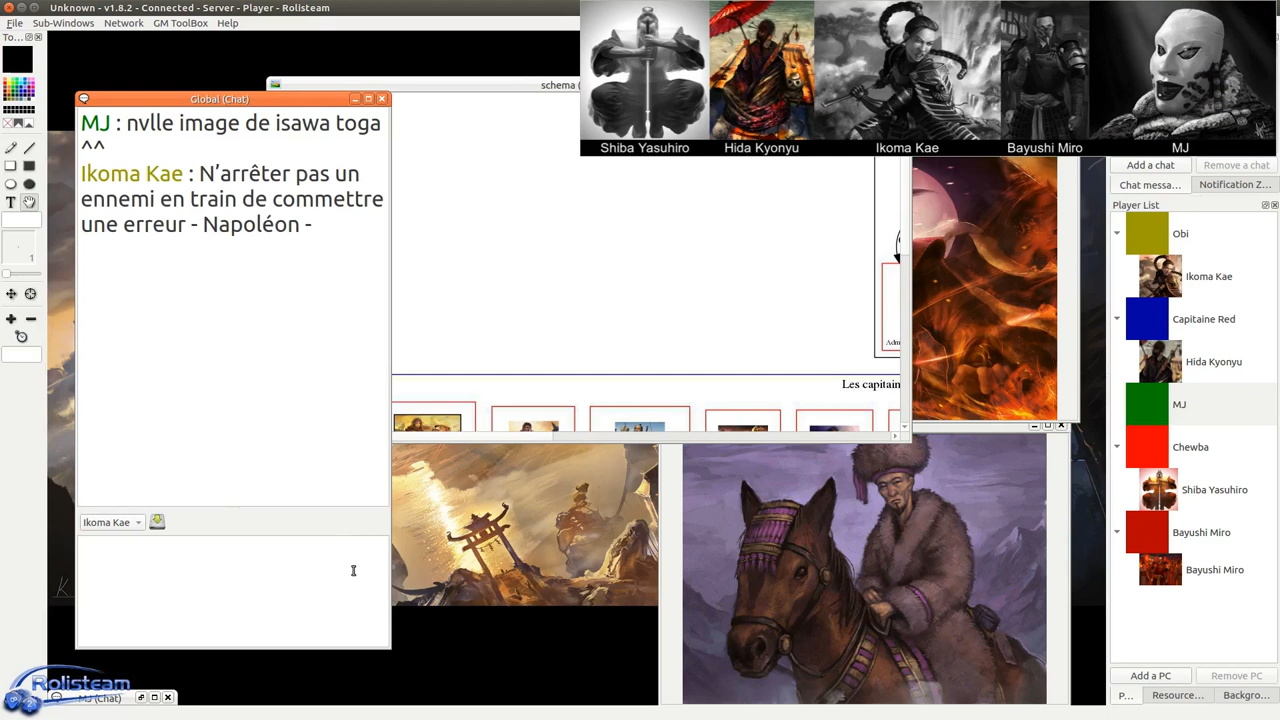 Unknown - v1.8.2 - Connected - Server - Player - Rolisteam
File Sub-Windows Network GM ToolBox Help
To...
schema (
Shiba Yasuhiro Hida Kyonyu Ikoma Kae Bayushi Miro MJ
Global (Chat)
MJ : nvlle image de isawa toga
^^
Ikoma Kae : N’arrêter pas un
ennemi en train de commettre
une erreur - Napoléon -
T
1
Les capitain
Ikoma Kae
Rolisteam
MJ (Chat)
Add a chat Remove a chat
Chat messa... Notification Z...
Player List
Obi
Ikoma Kae
Capitaine Red
Hida Kyonyu
MJ
Chewba
Shiba Yasuhiro
Bayushi Miro
Bayushi Miro
Add a PC Remove PC
P... Resource... Backgro...